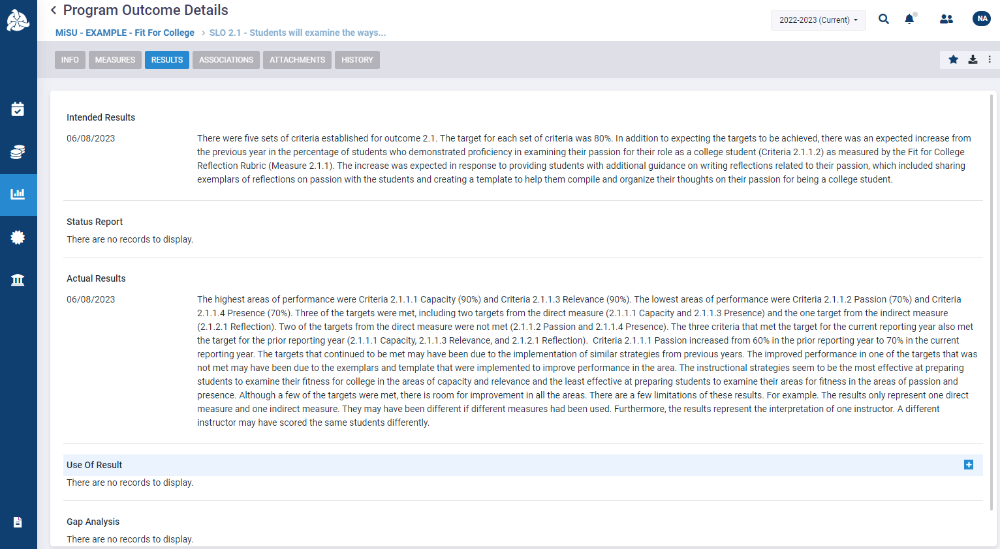 Program Outcome Details
MiSU - EXAMPLE - Fit For College
SLO 2.1 - Students will examine the ways...
2022-2023 (Current)
NA
INFO
MEASURES
RESULTS
ASSOCIATIONS
ATTACHMENTS
HISTORY
Intended Results
06/08/2023
There were five sets of criteria established for outcome 2.1. The target for each set of criteria was 80%. In addition to expecting the targets to be achieved, there was an expected increase from
the previous year in the percentage of students who demonstrated proficiency in examining their passion for their role as a college student (Criteria 2.1.1.2) as measured by the Fit for College
Reflection Rubric (Measure 2.1.1). The increase was expected in response to providing students with additional guidance on writing reflections related to their passion, which included sharing
exemplars of reflections on passion with the students and creating a template to help them compile and organize their thoughts on their passion for being a college student.
Status Report
There are no records to display.
Actual Results
06/08/2023
The highest areas of performance were Criteria 2.1.1.1 Capacity (90%) and Criteria 2.1.1.3 Relevance (90%). The lowest areas of performance were Criteria 2.1.1.2 Passion (70%) and Criteria
2.1.1.4 Presence (70%). Three of the targets were met, including two targets from the direct measure (2.1.1.1 Capacity and 2.1.1.3 Presence) and the one target from the indirect measure
(2.1.2.1 Reflection). Two of the targets from the direct measure were not met (2.1.1.2 Passion and 2.1.1.4 Presence). The three criteria that met the target for the current reporting year also met
the target for the prior reporting year (2.1.1.1 Capacity, 2.1.1.3 Relevance, and 2.1.2.1 Reflection).  Criteria 2.1.1.1 Passion increased from 60% in the prior reporting year to 70% in the current
reporting year. The targets that continued to be met may have been due to the implementation of similar strategies from previous years. The improved performance in one of the targets that was
not met may have been due to the exemplars and template that were implemented to improve performance in the area. The instructional strategies seem to be the most effective at preparing
students to examine their fitness for college in the areas of capacity and relevance and the least effective at preparing students to examine their areas for fitness in the areas of passion and
presence. Although a few of the targets were met, there is room for improvement in all the areas. There are a few limitations of these results. For example. The results only represent one direct
measure and one indirect measure. They may have been different if different measures had been used. Furthermore, the results represent the interpretation of one instructor. A different
instructor may have scored the same students differently.
Use Of Result
There are no records to display.
Gap Analysis
There are no records to display.